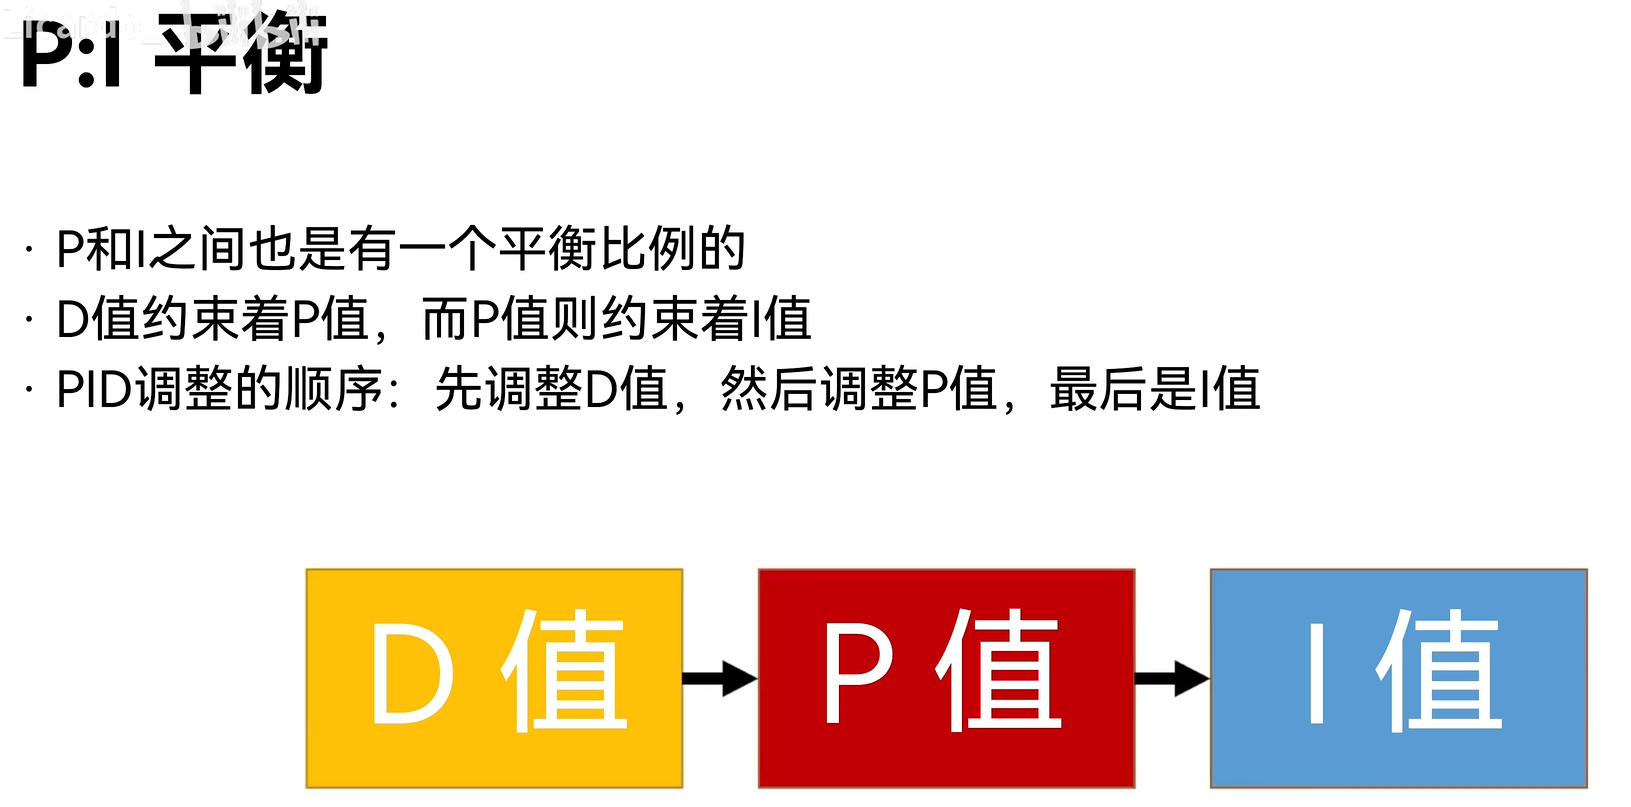 P:I 平衡
· P和I之间也是有一个平衡比例的
· D值约束着P值，而P值则约束着I值
· PID调整的顺序：先调整D值，然后调整P值，最后是I值
D 值
P 值
I 值